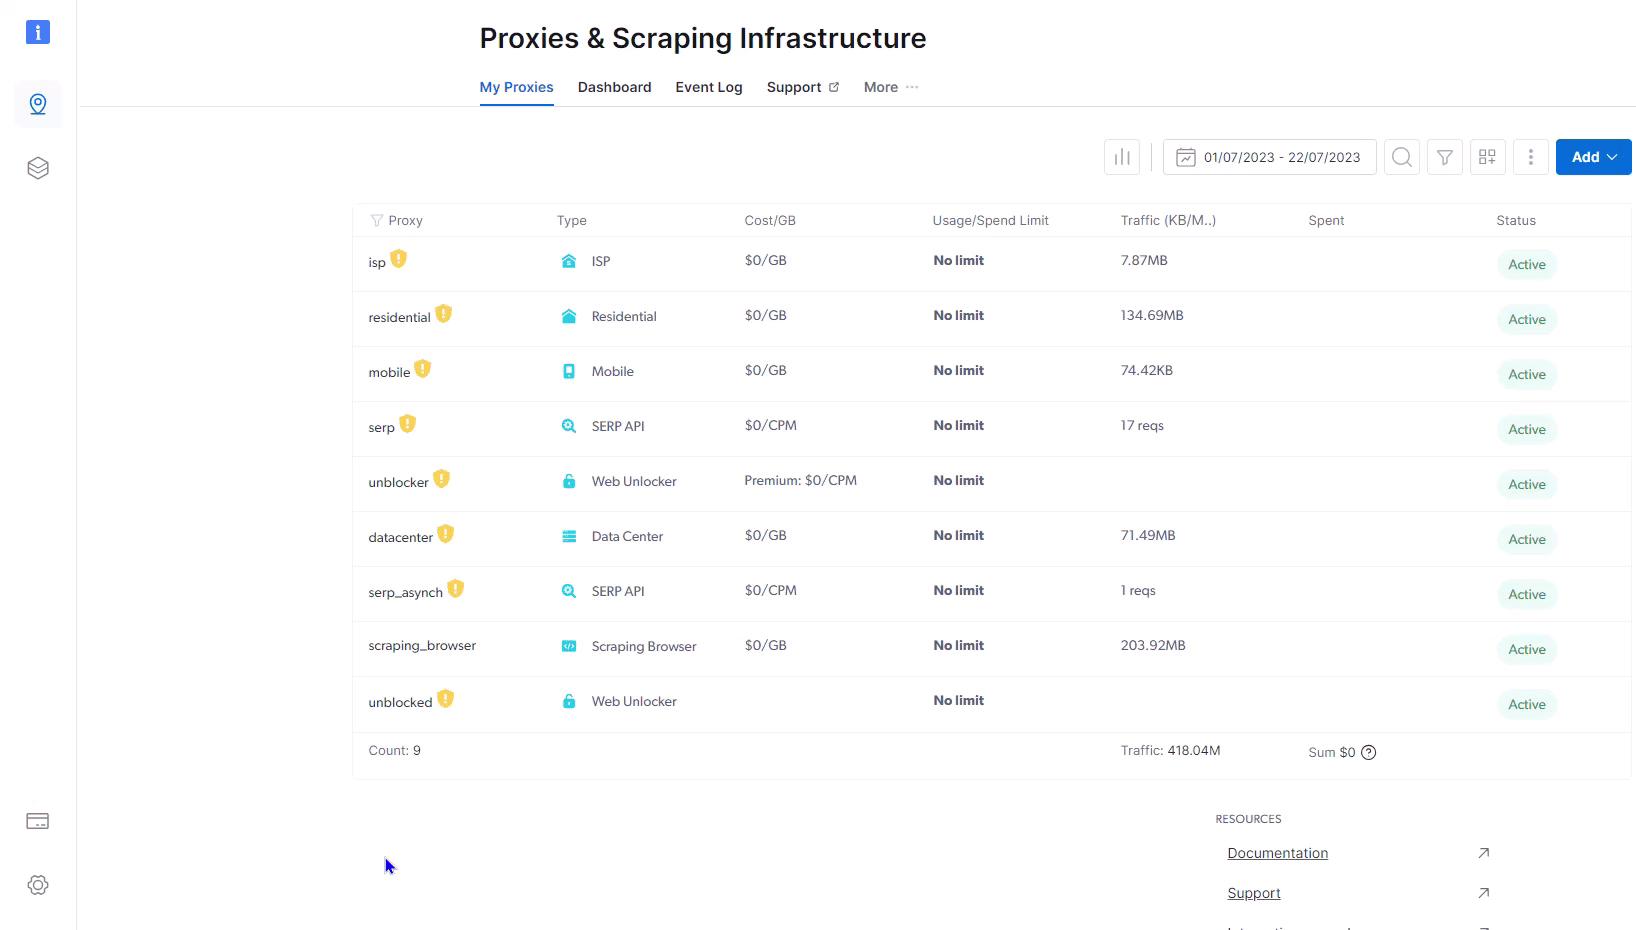 Proxies & Scraping Infrastructure
My Proxies Dashboard Event Log Support More ···
01/07/2023 - 22/07/2023 Add
Proxy Type Cost/GB Usage/Spend Limit Traffic (KB/M..) Spent Status
isp ISP $0/GB No limit 7.87MB Active
residential Residential $0/GB No limit 134.69MB Active
mobile Mobile $0/GB No limit 74.42KB Active
serp SERP API $0/CPM No limit 17 reqs Active
unblocker Web Unlocker Premium: $0/CPM No limit Active
datacenter Data Center $0/GB No limit 71.49MB Active
serp_asynch SERP API $0/CPM No limit 1 reqs Active
scraping_browser Scraping Browser $0/GB No limit 203.92MB Active
unblocked Web Unlocker No limit Active
Count: 9 Traffic: 418.04M Sum $0
RESOURCES
Documentation
Support